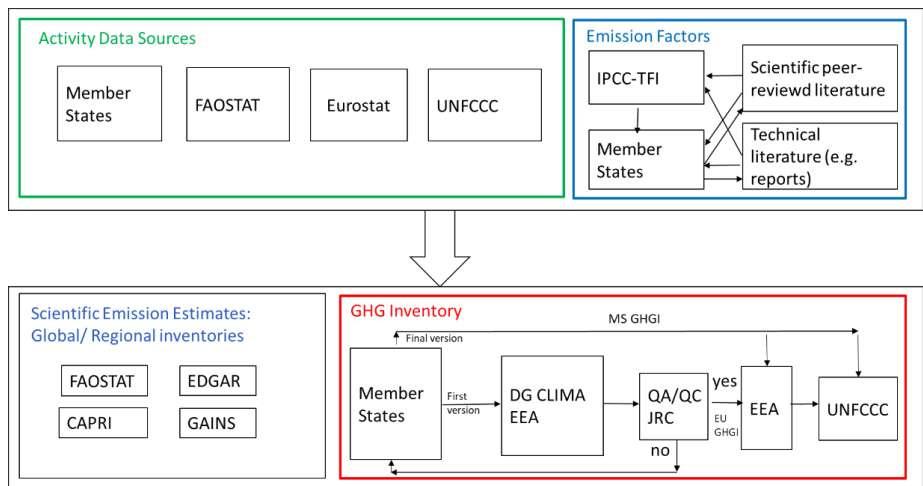 Activity Data Sources
Member
States
FAOSTAT
Eurostat
UNFCCC
Emission Factors
IPCC-TFI
Member
States
Scientific peer-
reviewd literature
Technical
literature (e.g.
reports)
Scientific Emission Estimates:
Global/ Regional inventories
FAOSTAT
EDGAR
CAPRI
GAINS
GHG Inventory
MS GHGI
Final version
Member
States
First
version
DG CLIMA
EEA
QA/QC
JRC
yes
EU
GHGI
no
EEA
UNFCCC